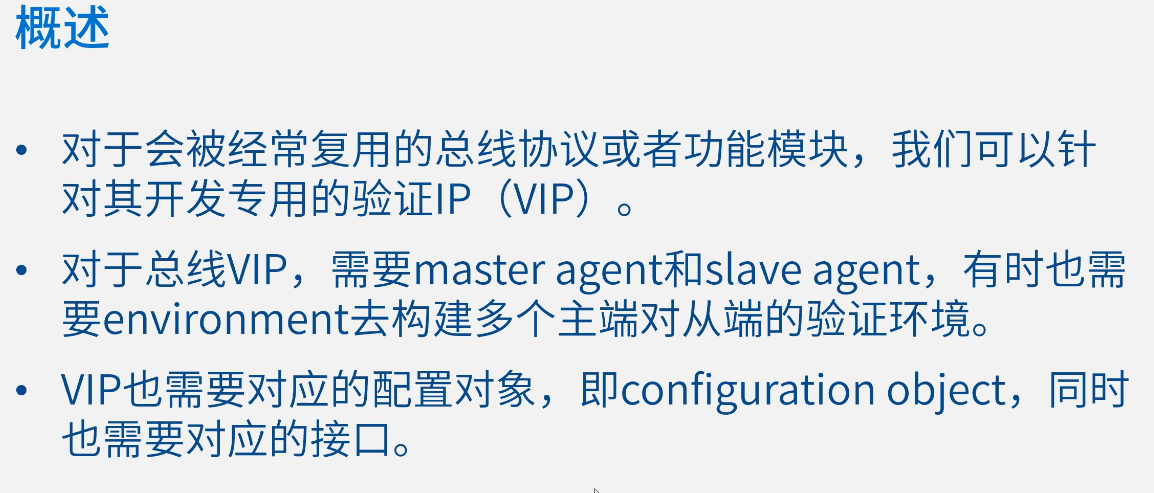 概述
• 对于会被经常复用的总线协议或者功能模块，我们可以针
对其开发专用的验证IP（VIP）。
• 对于总线VIP，需要master agent和slave agent，有时也需
要environment去构建多个主端对从端的验证环境。
• VIP也需要对应的配置对象，即configuration object，同时
也需要对应的接口。